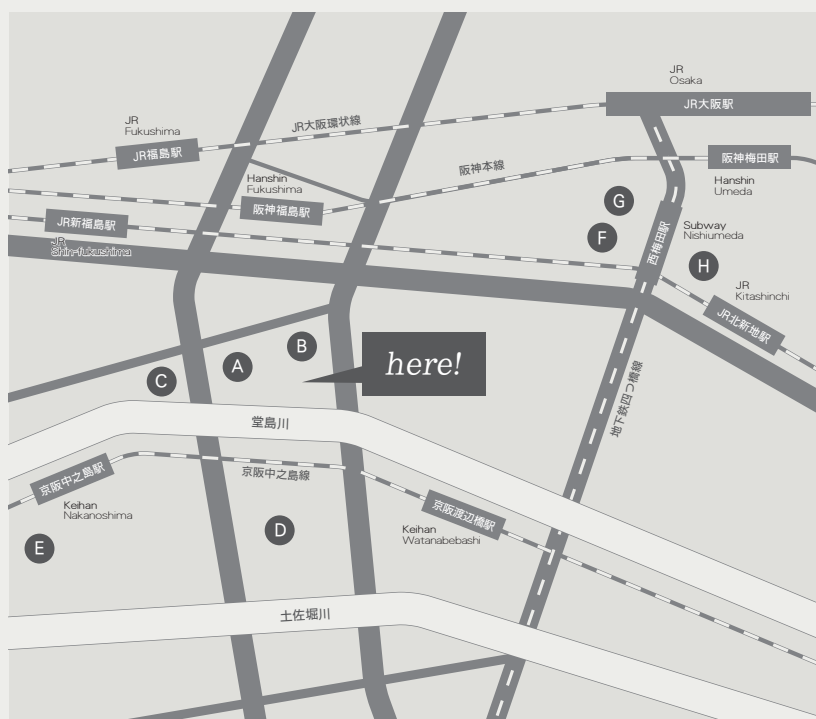 JR
Osaka
JR大阪駅
JR
Fukushima
JR大阪環状線
JR福島駅
阪神本線
阪神梅田駅
Hanshin
Fukushima
Hanshin
Umeda
阪神福島駅
G
JR新福島駅
JR
Shin-fukushima
F
西梅田駅
Subway
Nishiumeda
H
JR
Kitashinchi
JR北新地駅
B
here!
A
C
地下鉄四つ橋線
堂島川
京阪中之島駅
京阪中之島線
Keihan
Nakanoshima
京阪渡辺橋駅
Keihan
Watanabebashi
D
E
土佐堀川